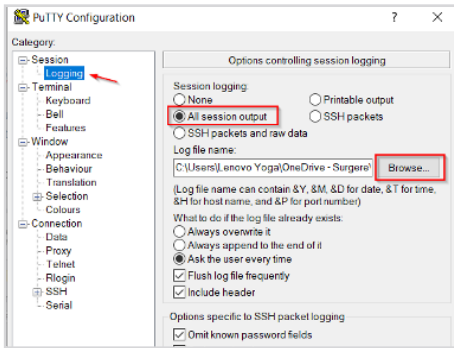 PuTTY Configuration ? ×
Category:
Session
Logging
Terminal
Keyboard
Bell
Features
Window
Appearance
Behaviour
Translation
Selection
Colours
Connection
Data
Proxy
Telnet
Rlogin
SSH
Serial
Options controlling session logging
Session logging:
None Printable output
All session output SSH packets
SSH packets and raw data
Log file name:
C:\Users\Lenovo Yoga\OneDrive - Surgere\ Browse...
(Log file name can contain &Y, &M, &D for date, &T for time,
&H for host name, and &P for port number)
What to do if the log file already exists:
Always overwrite it
Always append to the end of it
Ask the user every time
Flush log file frequently
Include header
Options specific to SSH packet logging
Omit known password fields